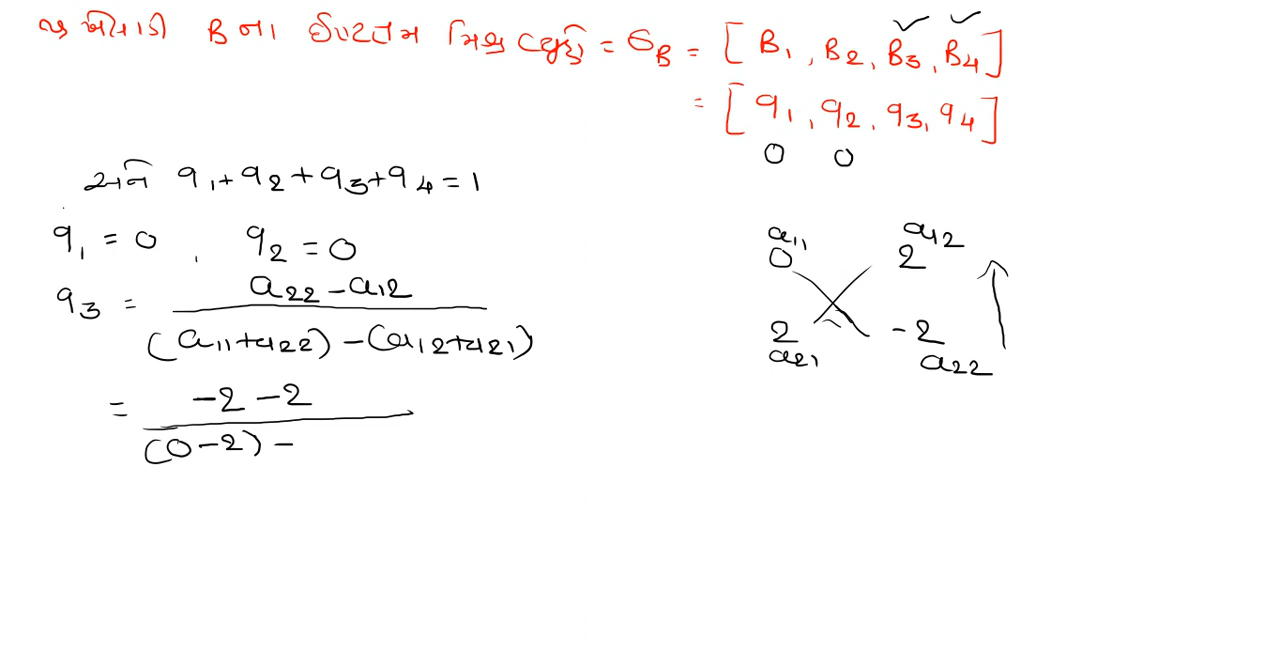 ખેલાડી B ના ઈષ્ટતમ મિશ્ર વ્યુહો = σB = [B1, B2, B3, B4]
= [q1, q2, q3, q4]
0 0
અને q1 + q2 + q3 + q4 = 1
q1 = 0 , q2 = 0
q3 = a22 - a12
(a11 + a22) - (a12 + a21)
= -2 -2
(0 - 2) -
a11 a12
0 2
2 -2
a21 a22